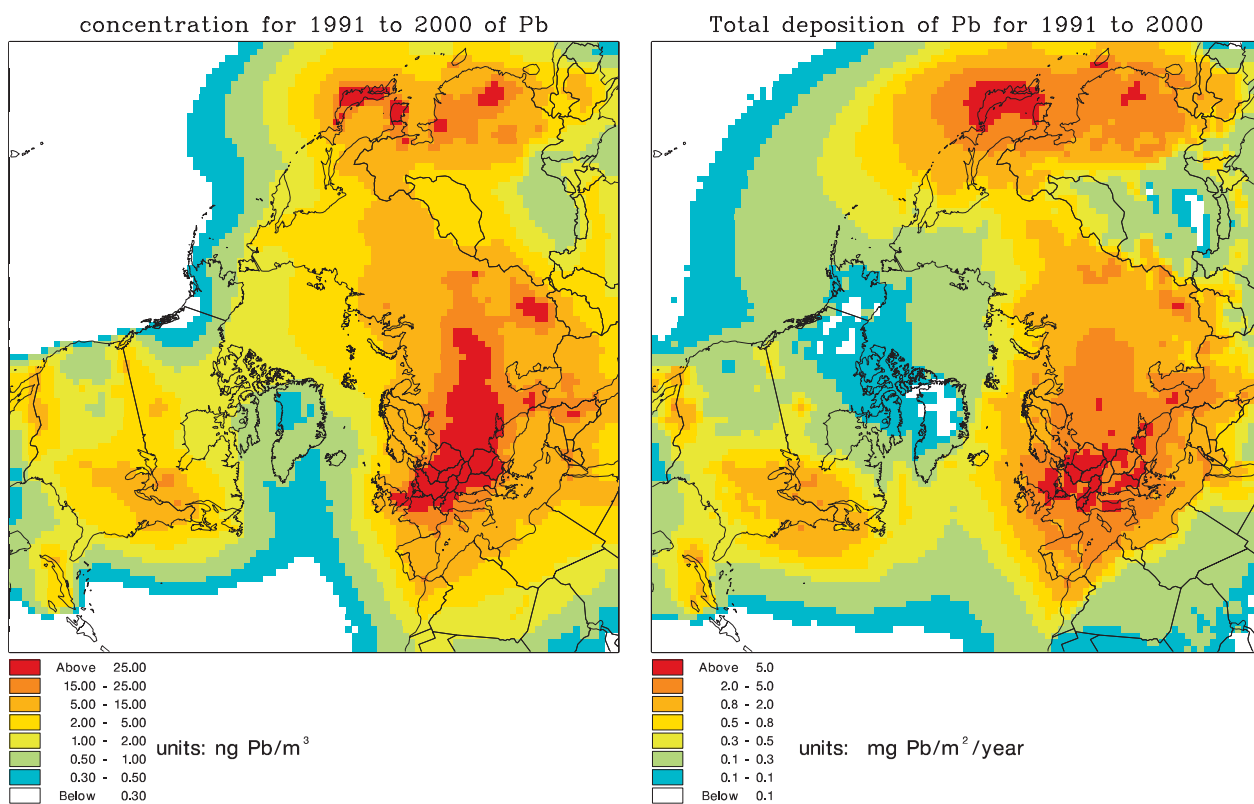 concentration for 1991 to 2000 of Pb
Above 25.00
15.00 - 25.00
5.00 - 15.00
2.00 - 5.00
1.00 - 2.00
0.50 - 1.00
0.30 - 0.50
Below 0.30
units: ng Pb/m³
Total deposition of Pb for 1991 to 2000
Above 5.0
2.0 - 5.0
0.8 - 2.0
0.5 - 0.8
0.3 - 0.5
0.1 - 0.3
0.1 - 0.1
Below 0.1
units: mg Pb/m²/year